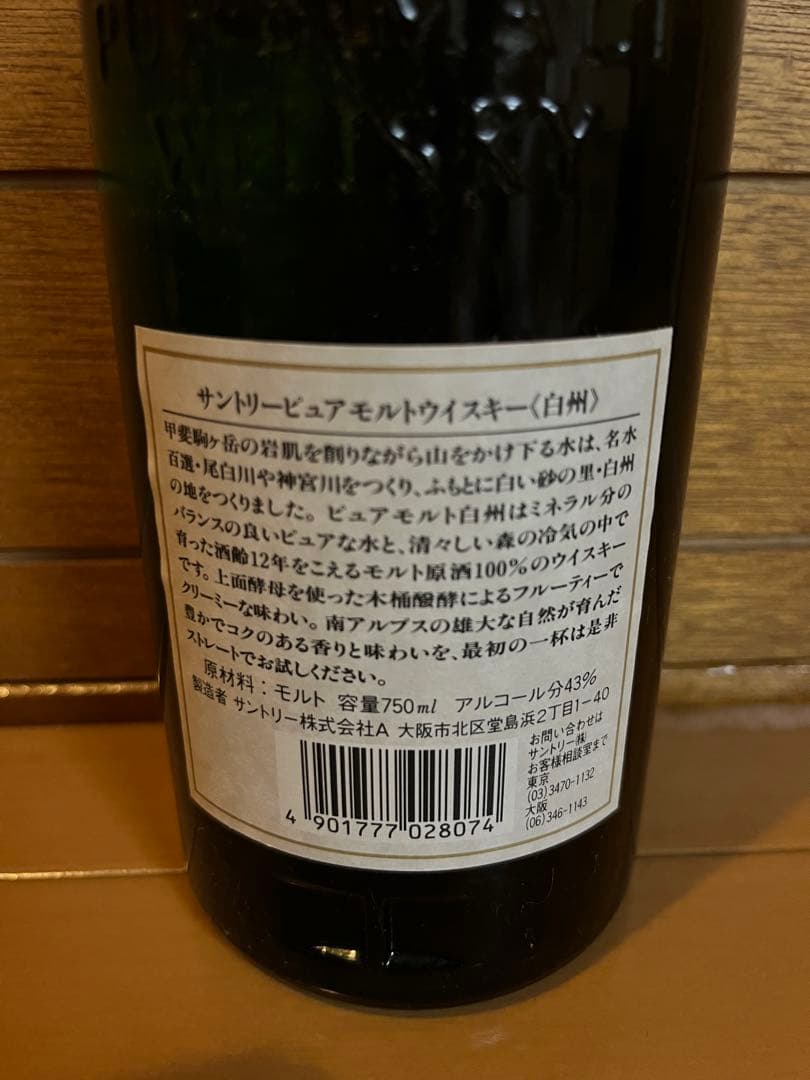 サントリーピュアモルトウイスキー《白州》
甲斐駒ヶ岳の岩肌を削りながら山をかけ下る水は、名水
百選・尾白川や神宮川をつくり、ふもとに白い砂の里・白州
の地をつくりました。ピュアモルト白州はミネラル分の
バランスの良いピュアな水と、清々しい森の冷気の中で
育った酒齢12年をこえるモルト原酒100%のウイスキー
です。上面酵母を使った木桶醗酵によるフルーティーで
クリーミーな味わい。南アルプスの雄大な自然が育んだ
豊かでコクのある香りと味わいを、最初の一杯は是非
ストレートでお試しください。
原材料：モルト 容量750ml アルコール分43%
製造者 サントリー株式会社A 大阪市北区堂島浜2丁目1-40
お問い合わせは
サントリー㈱
お客様相談室まで
東京
(03)3470-1132
大阪
(06)346-1143
4 901777 028074